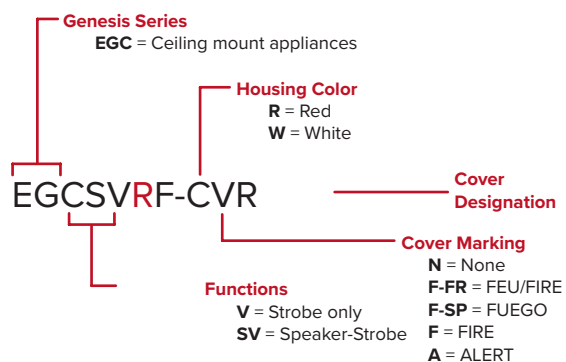 Genesis Series
EGC = Ceiling mount appliances
Housing Color
R = Red
W = White
EGCSVRF-CVR
Cover
Designation
Cover Marking
N = None
F-FR = FEU/FIRE
F-SP = FUEGO
F = FIRE
A = ALERT
Functions
V = Strobe only
SV = Speaker-Strobe